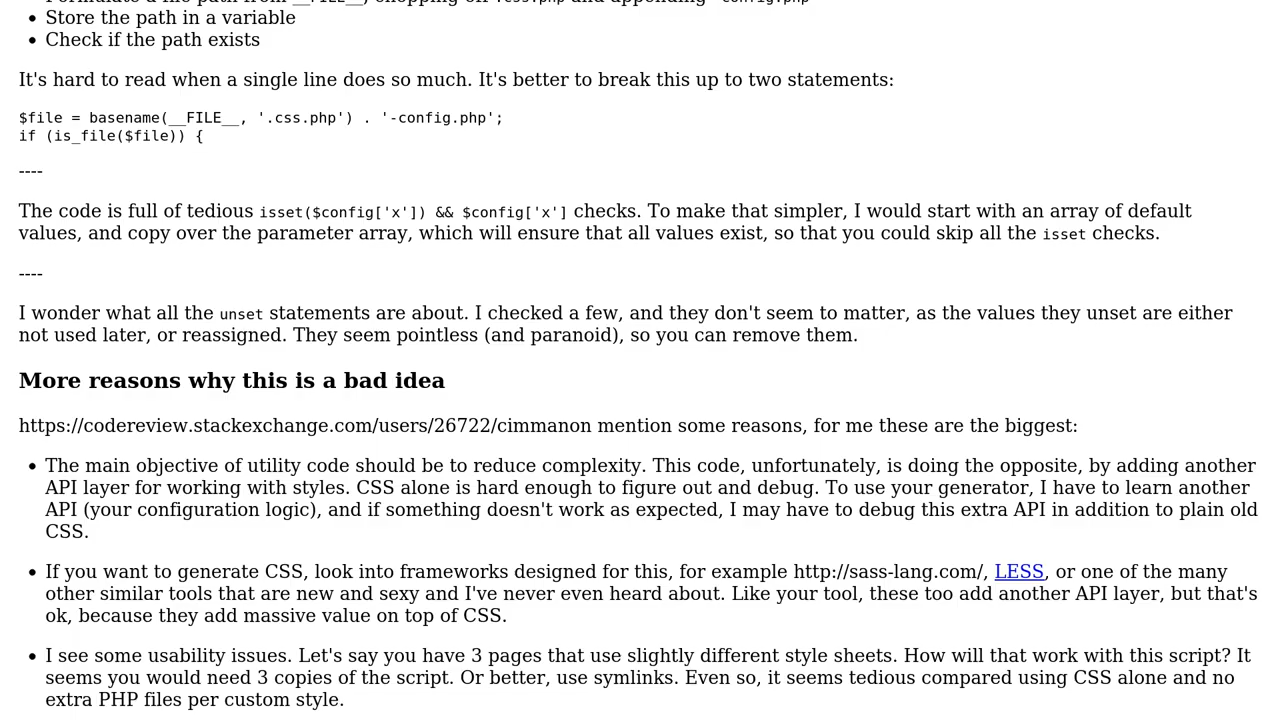 Store the path in a variable
Check if the path exists
It's hard to read when a single line does so much. It's better to break this up to two statements:
$file = basename(__FILE__, '.css.php') . '-config.php';
if (is_file($file)) {
----
The code is full of tedious isset($config['x']) && $config['x'] checks. To make that simpler, I would start with an array of default
values, and copy over the parameter array, which will ensure that all values exist, so that you could skip all the isset checks.
----
I wonder what all the unset statements are about. I checked a few, and they don't seem to matter, as the values they unset are either
not used later, or reassigned. They seem pointless (and paranoid), so you can remove them.
More reasons why this is a bad idea
https://codereview.stackexchange.com/users/26722/cimmanon mention some reasons, for me these are the biggest:
The main objective of utility code should be to reduce complexity. This code, unfortunately, is doing the opposite, by adding another
API layer for working with styles. CSS alone is hard enough to figure out and debug. To use your generator, I have to learn another
API (your configuration logic), and if something doesn't work as expected, I may have to debug this extra API in addition to plain old
CSS.
If you want to generate CSS, look into frameworks designed for this, for example http://sass-lang.com/, LESS, or one of the many
other similar tools that are new and sexy and I've never even heard about. Like your tool, these too add another API layer, but that's
ok, because they add massive value on top of CSS.
I see some usability issues. Let's say you have 3 pages that use slightly different style sheets. How will that work with this script? It
seems you would need 3 copies of the script. Or better, use symlinks. Even so, it seems tedious compared using CSS alone and no
extra PHP files per custom style.